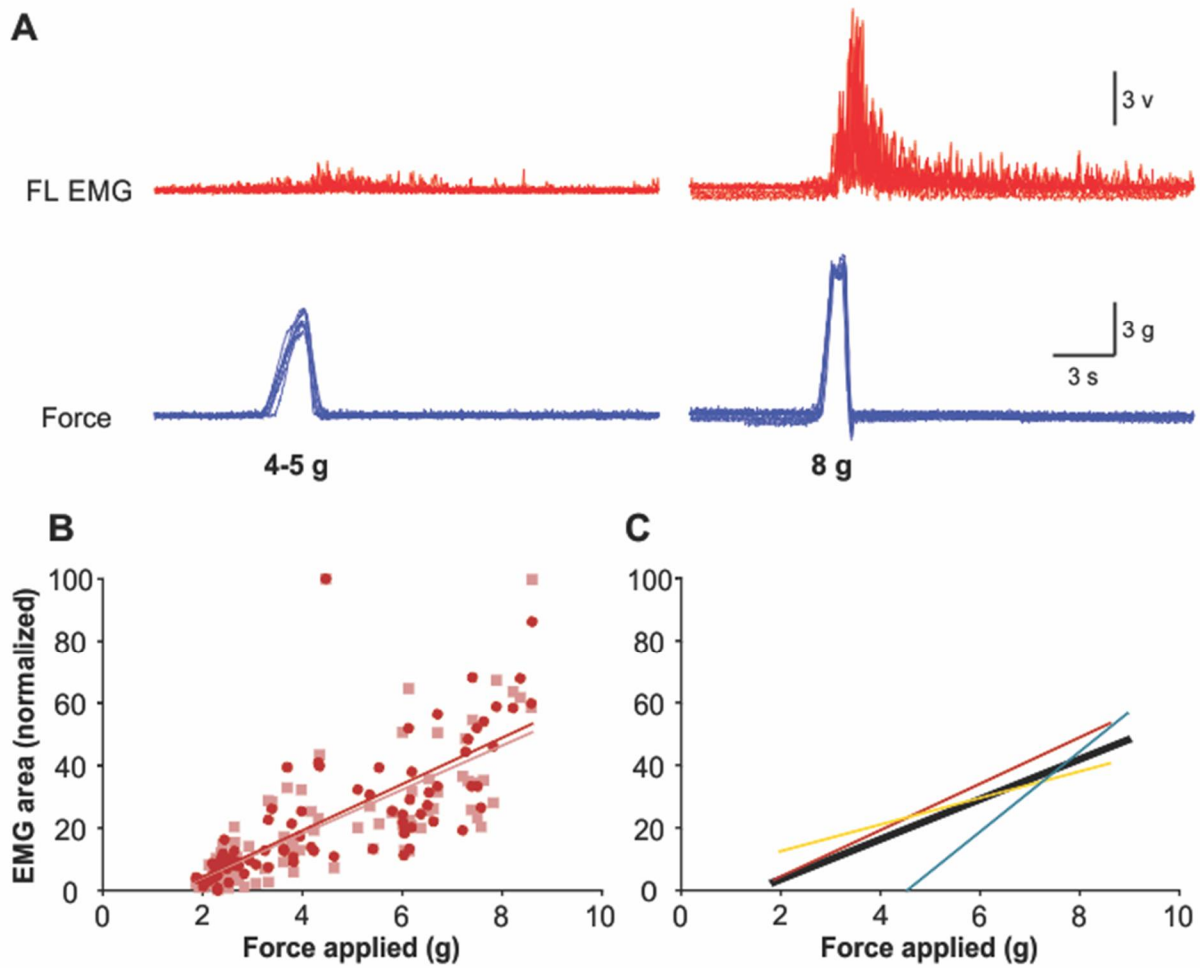 A
3 v
FL EMG
3 g
3 s
Force
4-5 g 8 g
B C
EMG area (normalized)
100 100
80 80
60 60
40 40
20 20
0 0
0 2 4 6 8 10 0 2 4 6 8 10
Force applied (g) Force applied (g)